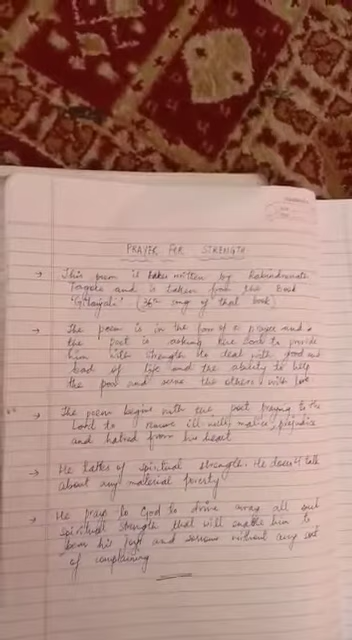 PRAYER FOR STRENGTH
→ This poem is written by Rabindranate
Tagore and is taken from the book
'Gitanjali' (36th song of that book)
→ The poem is in the form of a prayer and
the poet is asking the lord to provide
him with strength to deal with good and
bad of life and the ability to help
the poor and serve the others with love.
→ The poem begins with the poet praying to the
Lord to remove ill-will, malice, prejudice
and hatred from his heart
→ He talks of spiritual strength. He doesn't talk
about any material poverty
→ He prays to God to drive away all
spiritual strength that will enable him to
bear his joys and sorrows without any sort
of complaining